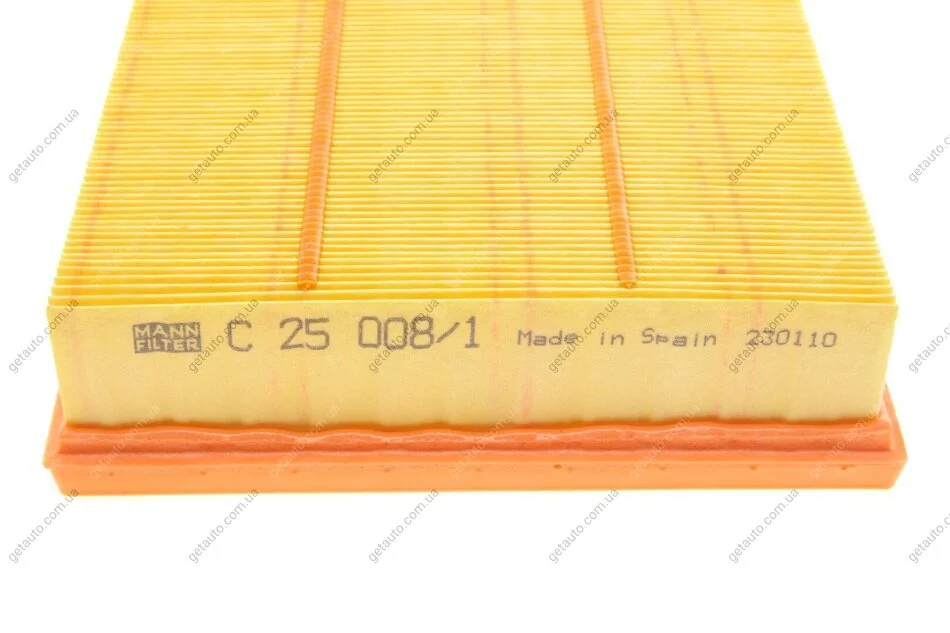 MANN
FILTER
C 25 008/1 Made in Spain 230110
getauto.com.ua